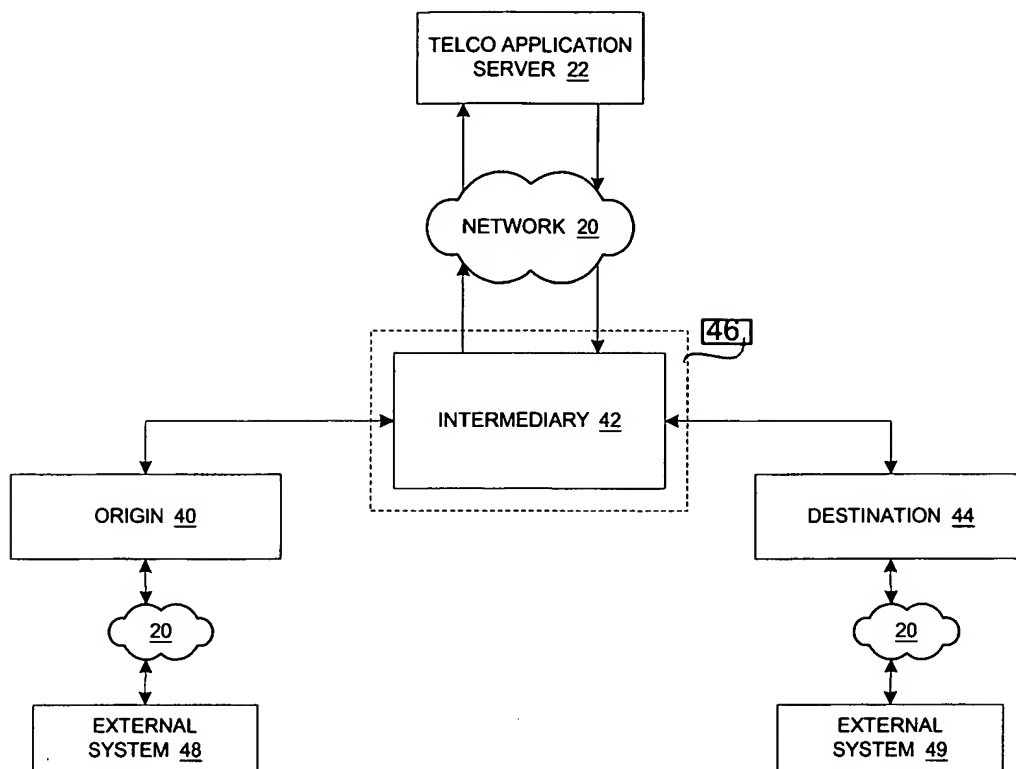 TELCO APPLICATION
SERVER 22
NETWORK 20
46
INTERMEDIARY 42
ORIGIN 40
DESTINATION 44
20
20
EXTERNAL
SYSTEM 48
EXTERNAL
SYSTEM 49